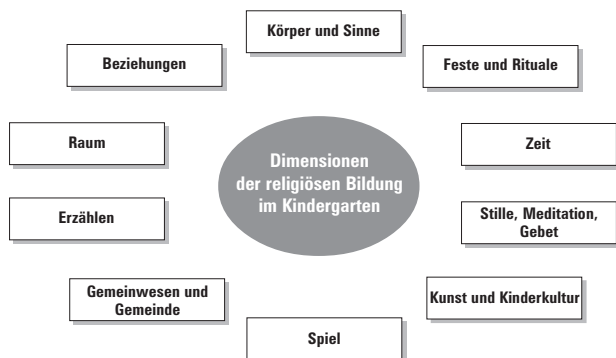 Körper und Sinne
Beziehungen
Feste und Rituale
Raum
Dimensionen
der religiösen Bildung
im Kindergarten
Zeit
Erzählen
Stille, Meditation,
Gebet
Gemeinwesen und
Gemeinde
Kunst und Kinderkultur
Spiel